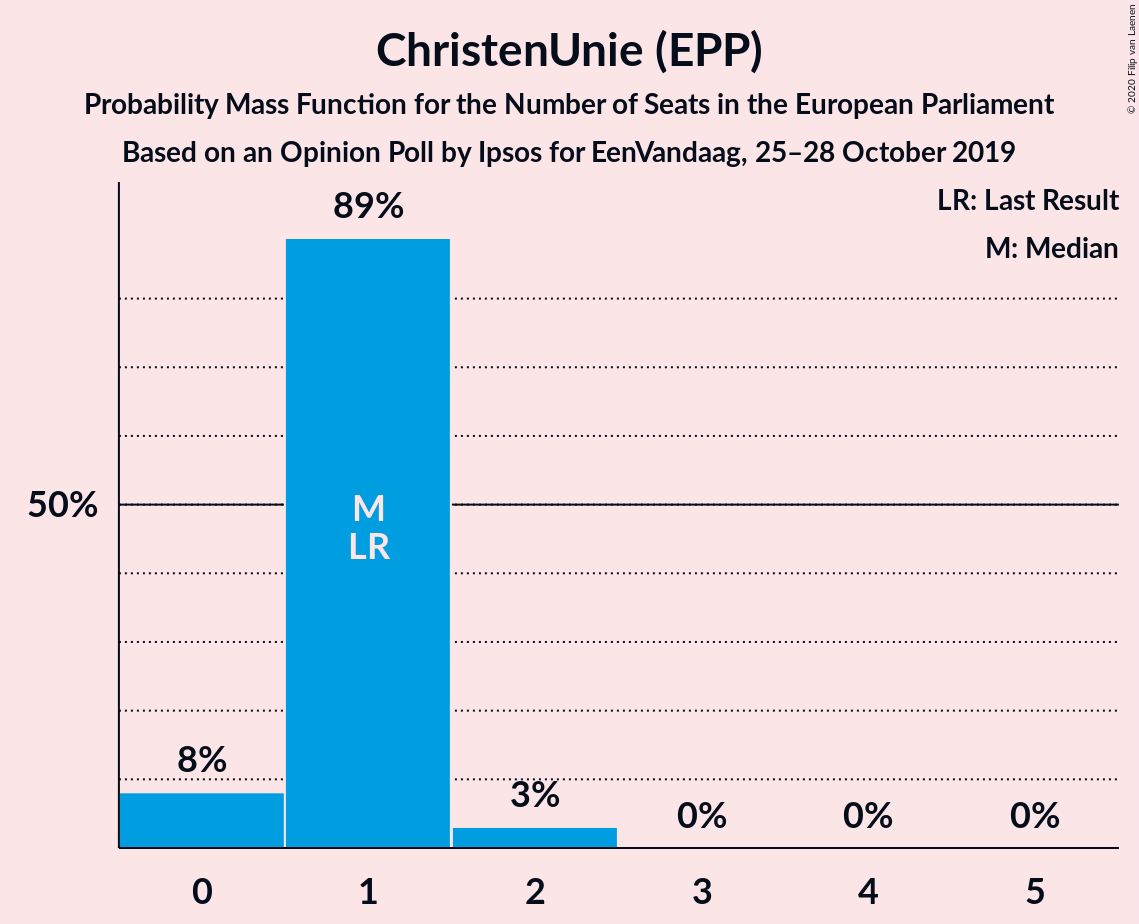 ChristenUnie (EPP)
Probability Mass Function for the Number of Seats in the European Parliament
Based on an Opinion Poll by Ipsos for EenVandaag, 25–28 October 2019
© 2020 Filip van Laenen
LR: Last Result
M: Median
89%
50%
M
LR
8%
3%
0%
0%
0%
0
1
2
3
4
5